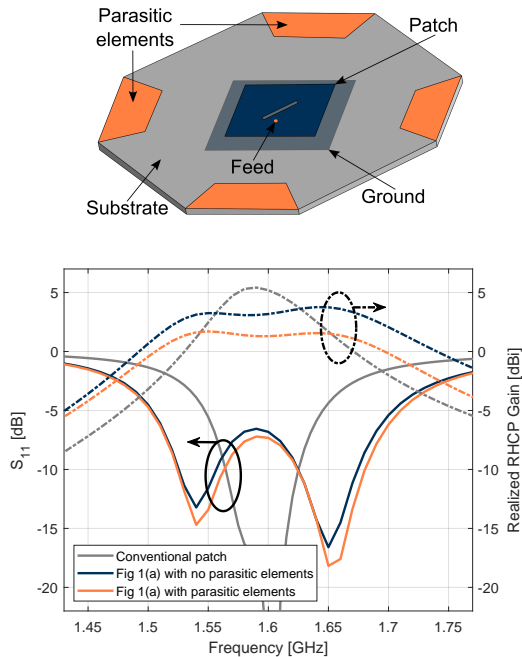 Parasitic
elements
Patch
Feed
Substrate
Ground
5
0
-5
-10
-15
-20
S11 [dB]
5
0
-5
-10
-15
-20
Realized RHCP Gain [dBi]
Conventional patch
Fig 1(a) with no parasitic elements
Fig 1(a) with parasitic elements
1.45 1.5 1.55 1.6 1.65 1.7 1.75
Frequency [GHz]